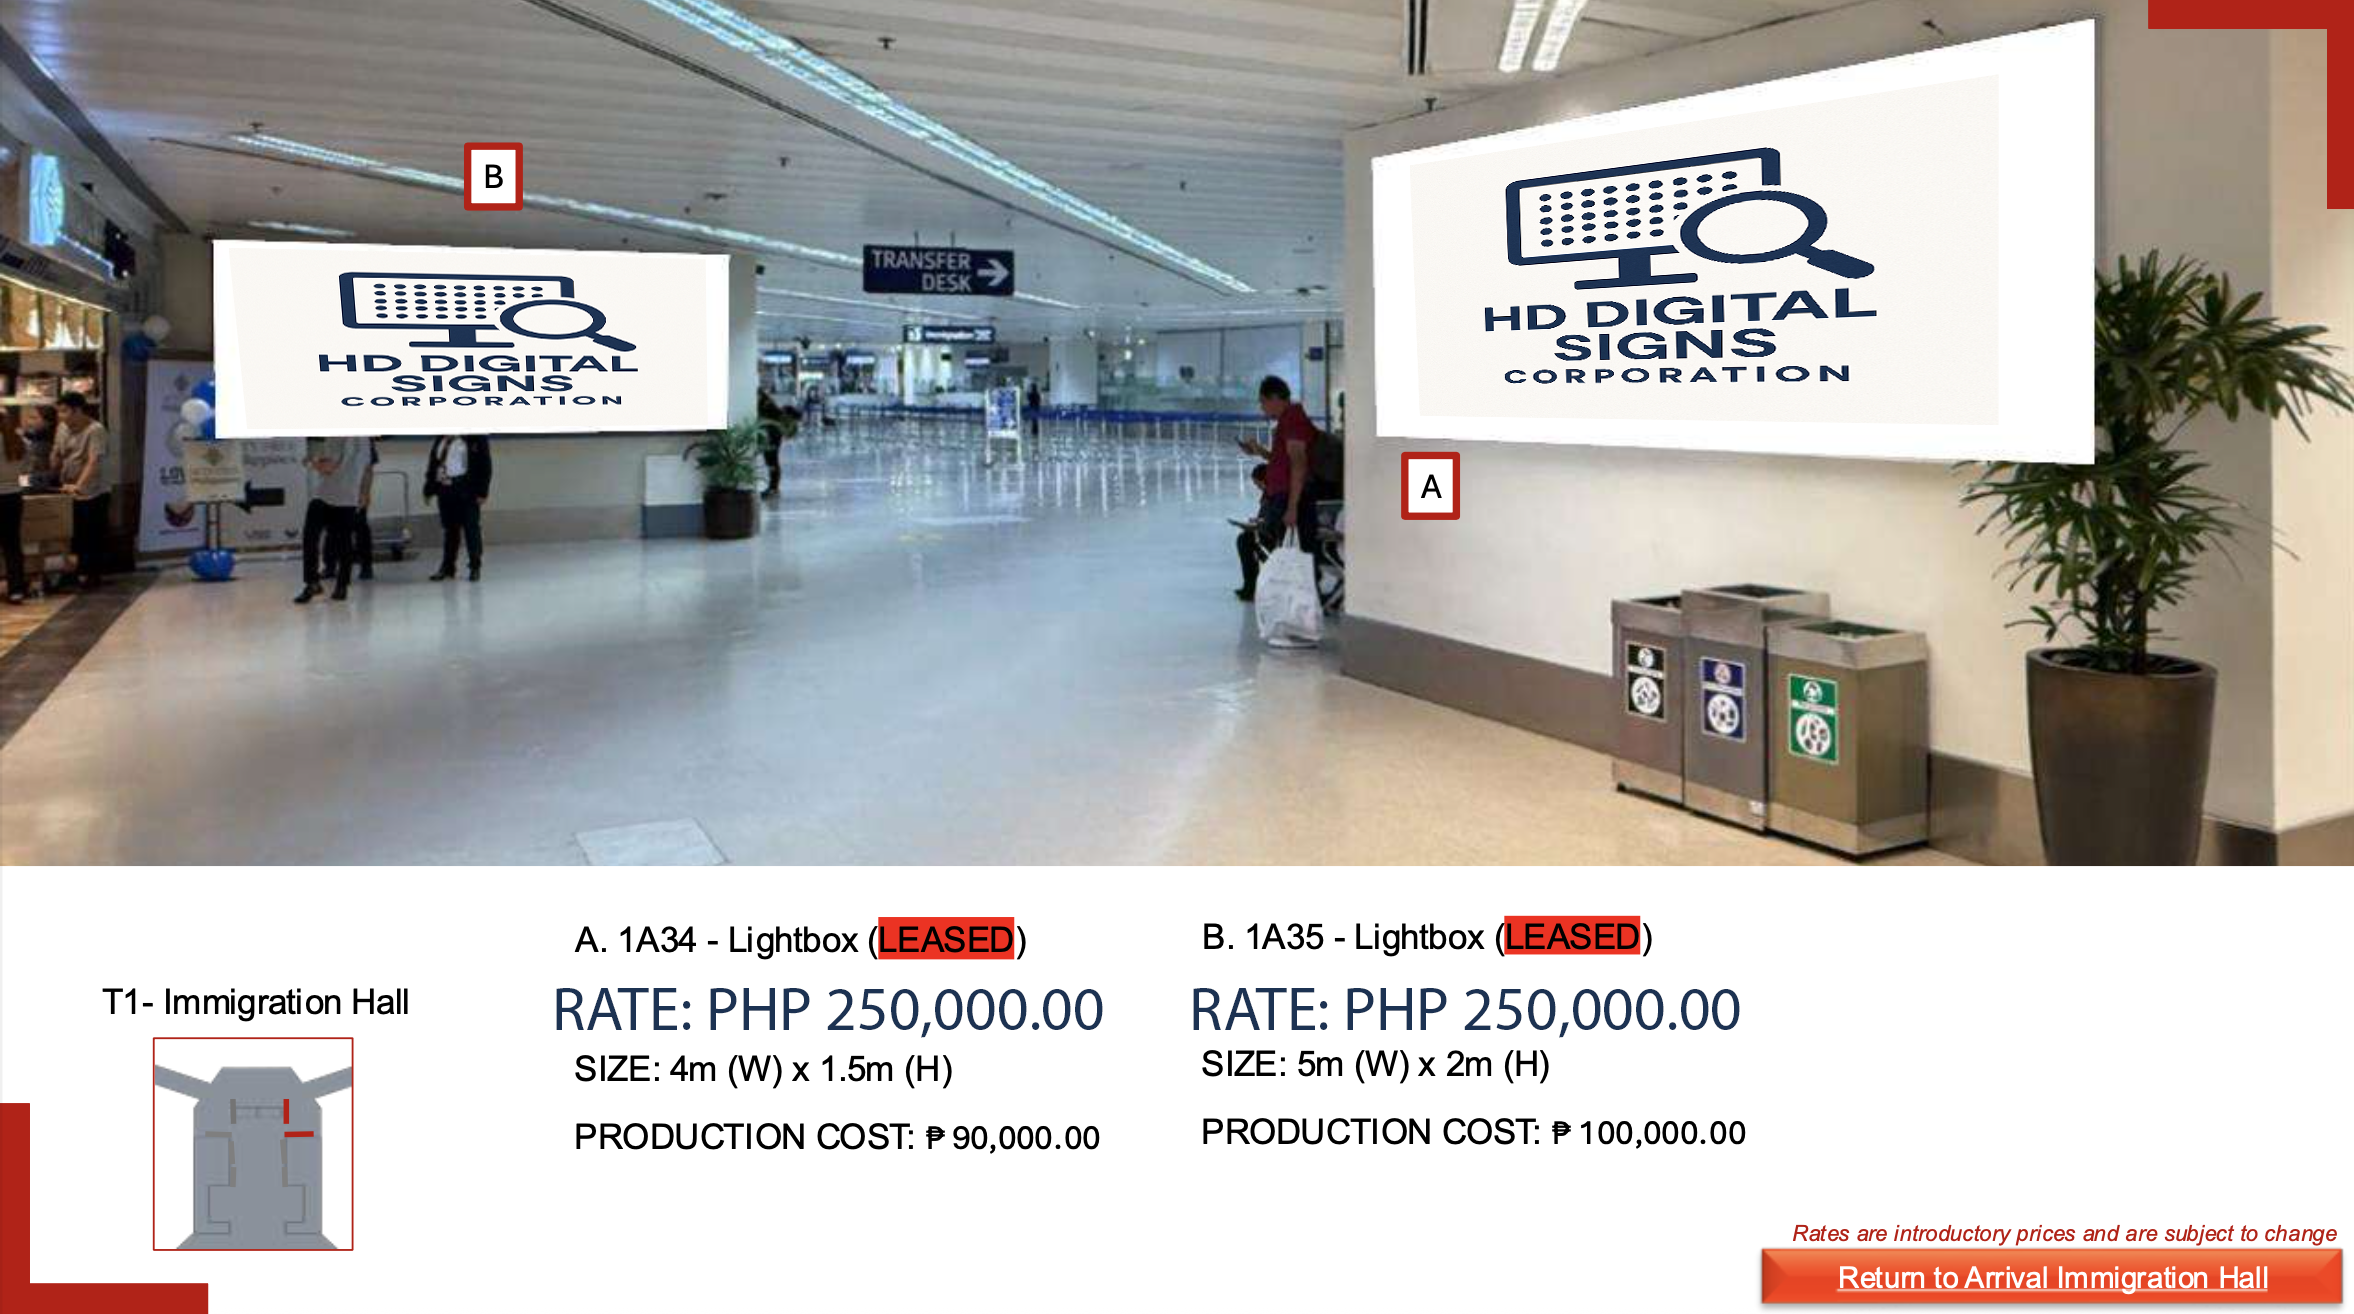 B
TRANSFER
DESK
HD DIGITAL
SIGNS
CORPORATION
HD DIGITAL
SIGNS
CORPORATION
A
T1- Immigration Hall
A. 1A34 - Lightbox (LEASED)
RATE: PHP 250,000.00
SIZE: 4m (W) x 1.5m (H)
PRODUCTION COST: ₱ 90,000.00
B. 1A35 - Lightbox (LEASED)
RATE: PHP 250,000.00
SIZE: 5m (W) x 2m (H)
PRODUCTION COST: ₱ 100,000.00
Rates are introductory prices and are subject to change
Return to Arrival Immigration Hall